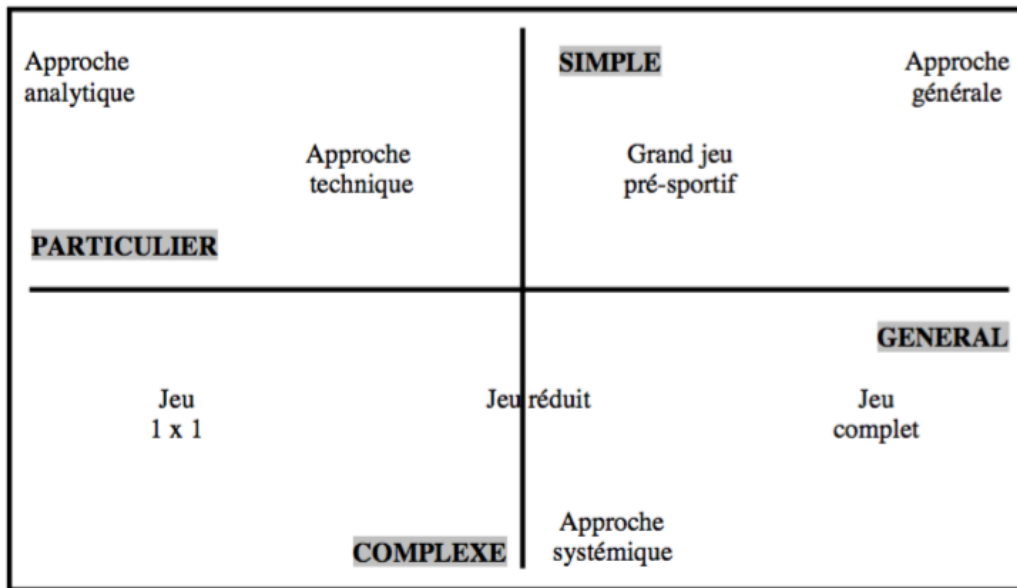 Approche
analytique
SIMPLE
Approche
générale
Approche
technique
Grand jeu
pré-sportif
PARTICULIER
GENERAL
Jeu
1 x 1
Jeu réduit
Jeu
complet
COMPLEXE
Approche
systémique